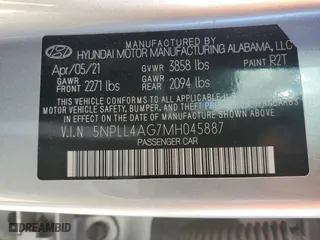 MANUFACTURED BY
HYUNDAI MOTOR MANUFACTURING ALABAMA, LLC
Apr/05/21 GVWR 3858 lbs PAINT R2T
GAWR FRONT 2271 lbs GAWR REAR 2094 lbs
THIS VEHICLE CONFORMS TO ALL APPLICABLE U.S. FEDERAL
MOTOR VEHICLE SAFETY, BUMPER, AND THEFT PREVENTION
STANDARDS IN EFFECT ON THE DATE OF MANUFACTURE SHOWN ABOVE.
V.I.N 5NPLL4AG7MH045887
PASSENGER CAR